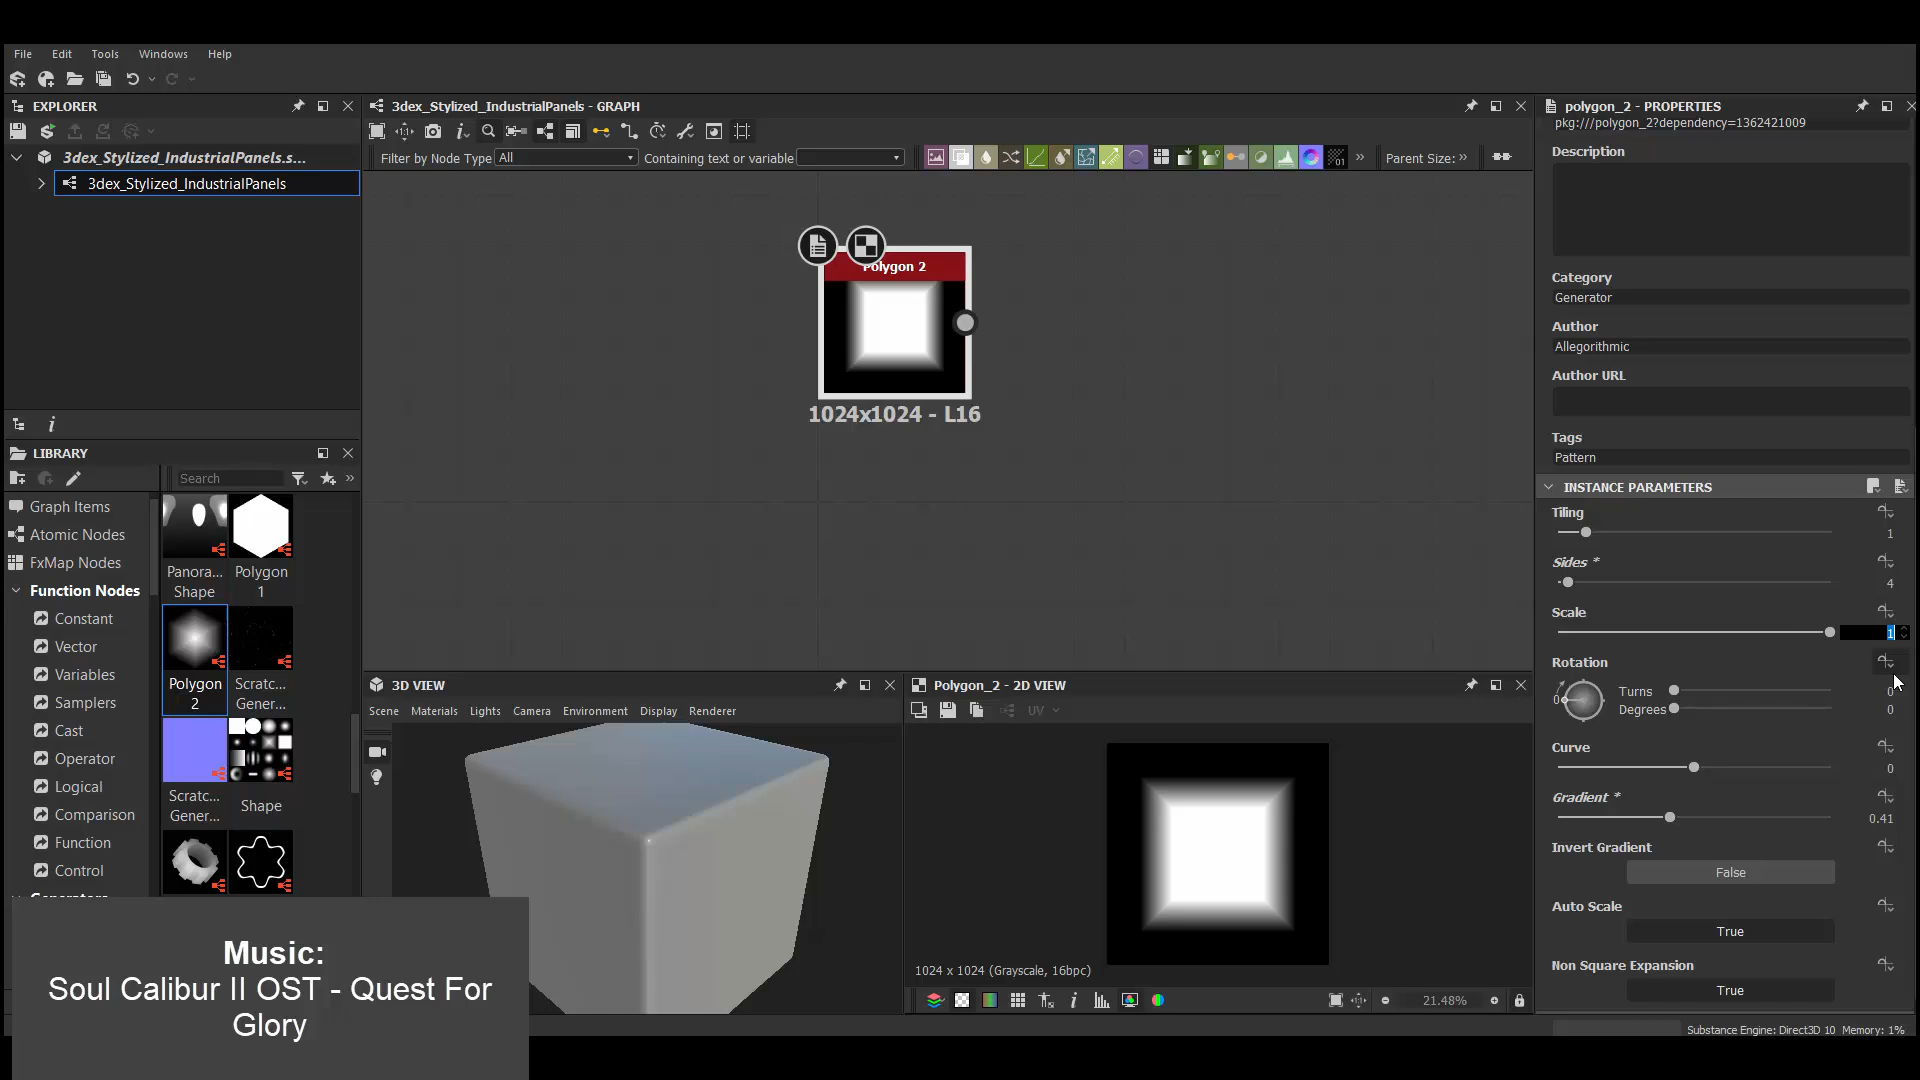 File Edit Tools Windows Help
EXPLORER
3dex_Stylized_IndustrialPanels.s...
3dex_Stylized_IndustrialPanels
3dex_Stylized_IndustrialPanels - GRAPH
Filter by Node Type All Containing text or variable Parent Size:
Polygon 2
1024x1024 - L16
LIBRARY
Search
Graph Items
Atomic Nodes
FxMap Nodes
Function Nodes
Constant
Vector
Variables
Samplers
Cast
Operator
Logical
Comparison
Function
Control
Panora...
Shape
Polygon
1
Polygon
2
Scratc...
Gener...
Scratc...
Gener...
Shape
3D VIEW
Scene Materials Lights Camera Environment Display Renderer
Polygon_2 - 2D VIEW
UV
1024 x 1024 (Grayscale, 16bpc)
21.48%
polygon_2 - PROPERTIES
pkg:///polygon_2?dependency=1362421009
Description
Category
Generator
Author
Allegorithmic
Author URL
Tags
Pattern
INSTANCE PARAMETERS
Tiling
1
Sides *
4
Scale
1
Rotation
0 Turns 0
Degrees 0
Curve
0
Gradient *
0.41
Invert Gradient
False
Auto Scale
True
Non Square Expansion
True
Substance Engine: Direct3D 10 Memory: 1%
Music:
Soul Calibur II OST - Quest For
Glory